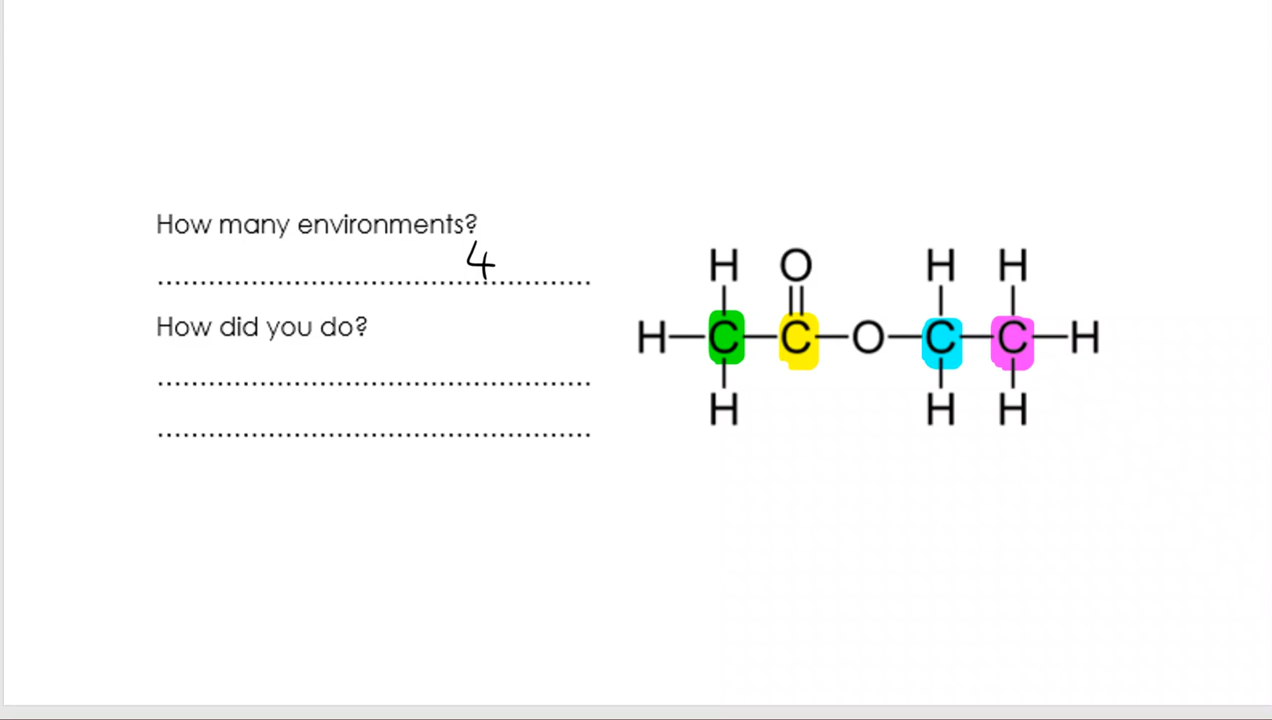 How many environments?
4
How did you do?
H O H H
H C C O C C H
H H H